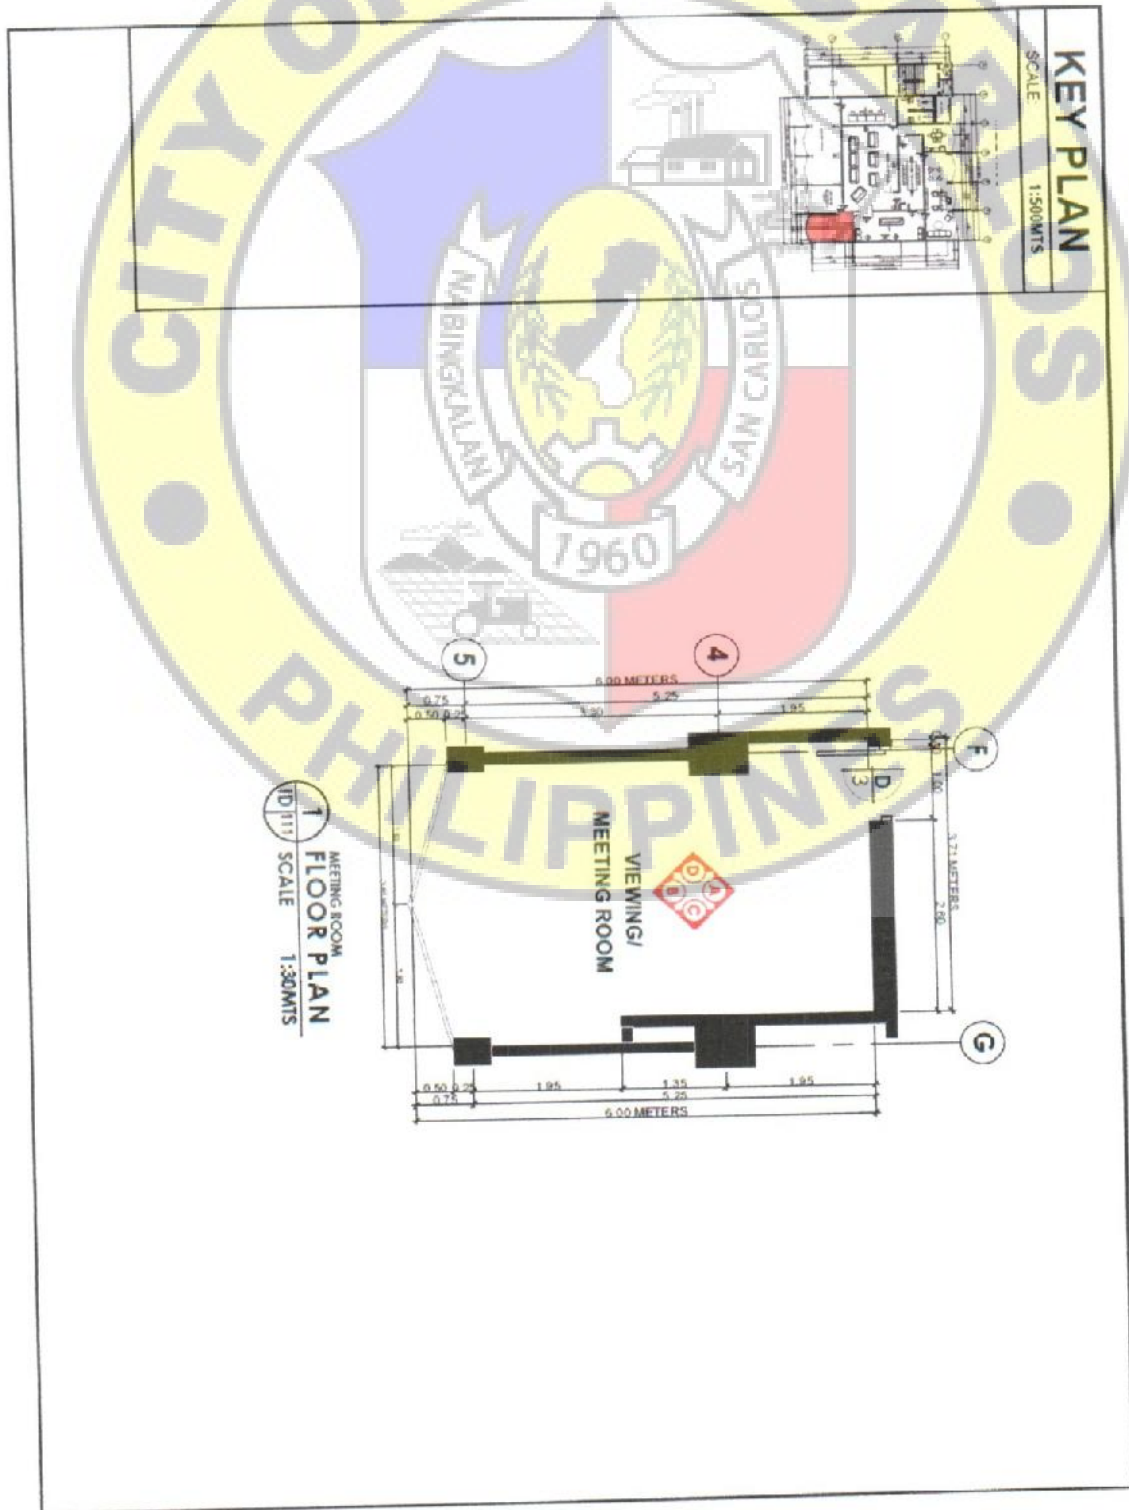 KEY PLAN
SCALE 1:500MTS
CITY OF
CARLOS
PHILIPPINES
NABINGKALAN
SAN CARLOS
1960
5
4
6.00 METERS
5.25
0.75
0.50
0.25
1.95
F
D
3
1.00
3.71 METERS
2.60
VIEWING/
MEETING ROOM
A
B
C
D
G
0.50
0.25
1.95
1.35
1.95
0.75
5.25
6.00 METERS
1
ID 111
MEETING ROOM
FLOOR PLAN
SCALE 1:30MTS